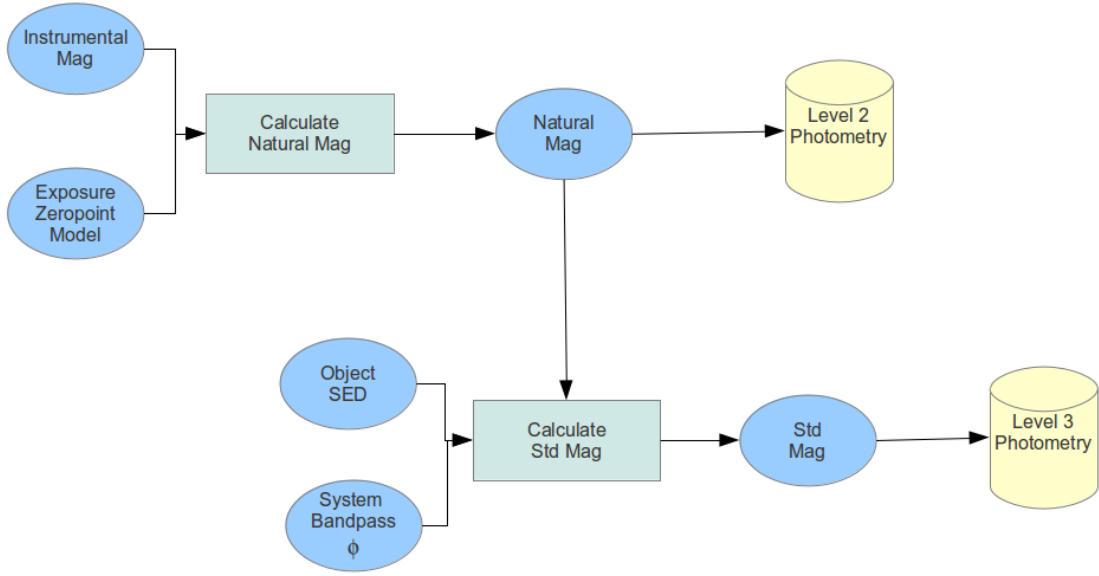 Instrumental
Mag
Calculate
Natural Mag
Natural
Mag
Level 2
Photometry
Exposure
Zeropoint
Model
Object
SED
Calculate
Std Mag
Std
Mag
Level 3
Photometry
System
Bandpass
ϕ